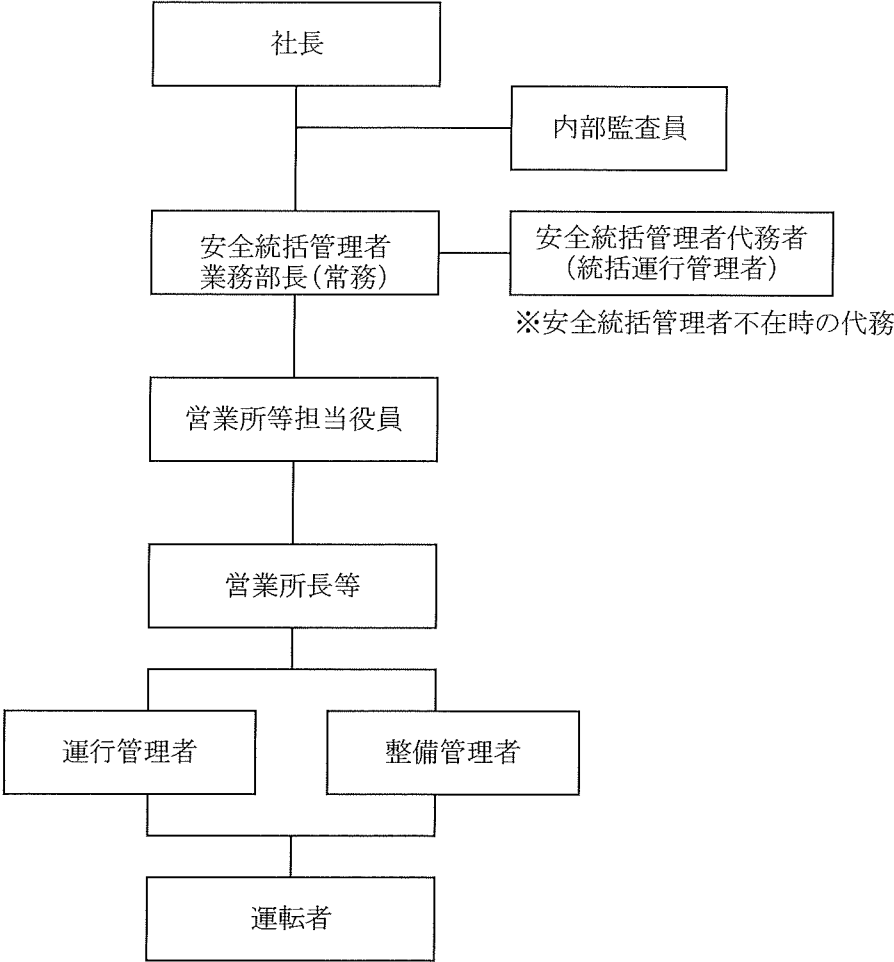 社長
内部監査員
安全統括管理者
業務部長(常務)
安全統括管理者代務者
(統括運行管理者)
※安全統括管理者不在時の代務
営業所等担当役員
営業所長等
運行管理者
整備管理者
運転者